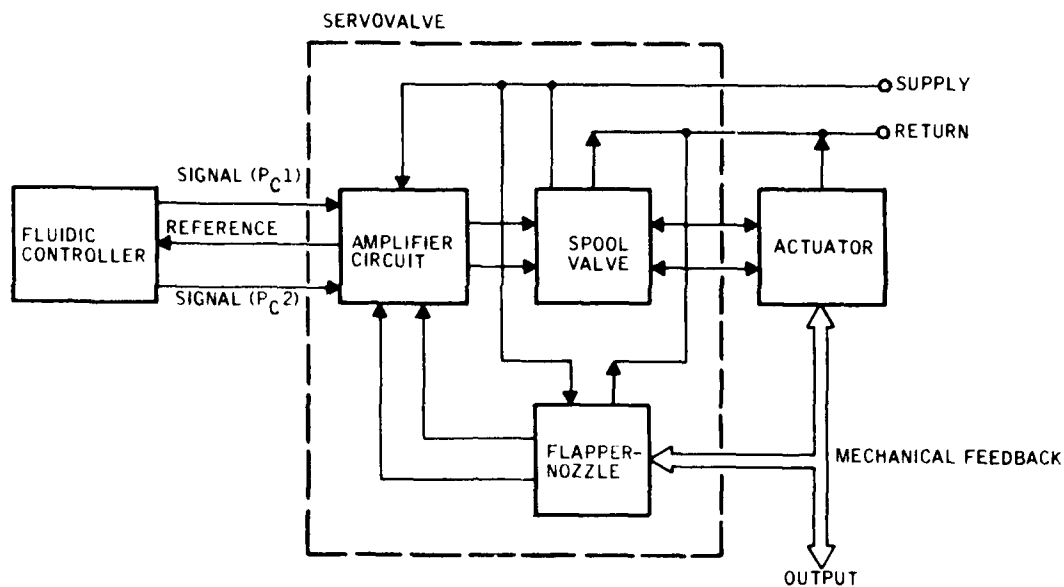 SERVOVALVE
SUPPLY
RETURN
SIGNAL (PC1)
REFERENCE
SIGNAL (PC2)
FLUIDIC
CONTROLLER
AMPLIFIER
CIRCUIT
SPOOL
VALVE
ACTUATOR
FLAPPER-
NOZZLE
MECHANICAL FEEDBACK
OUTPUT